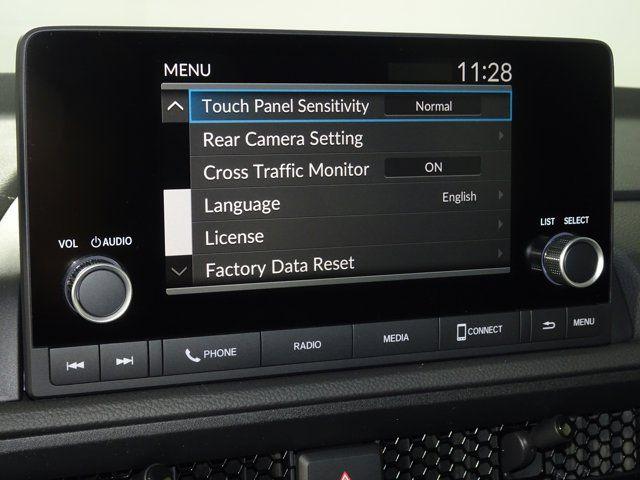 MENU 11:28
Touch Panel Sensitivity Normal
Rear Camera Setting
Cross Traffic Monitor ON
Language English
License
Factory Data Reset
VOL AUDIO
LIST SELECT
PHONE RADIO MEDIA CONNECT MENU